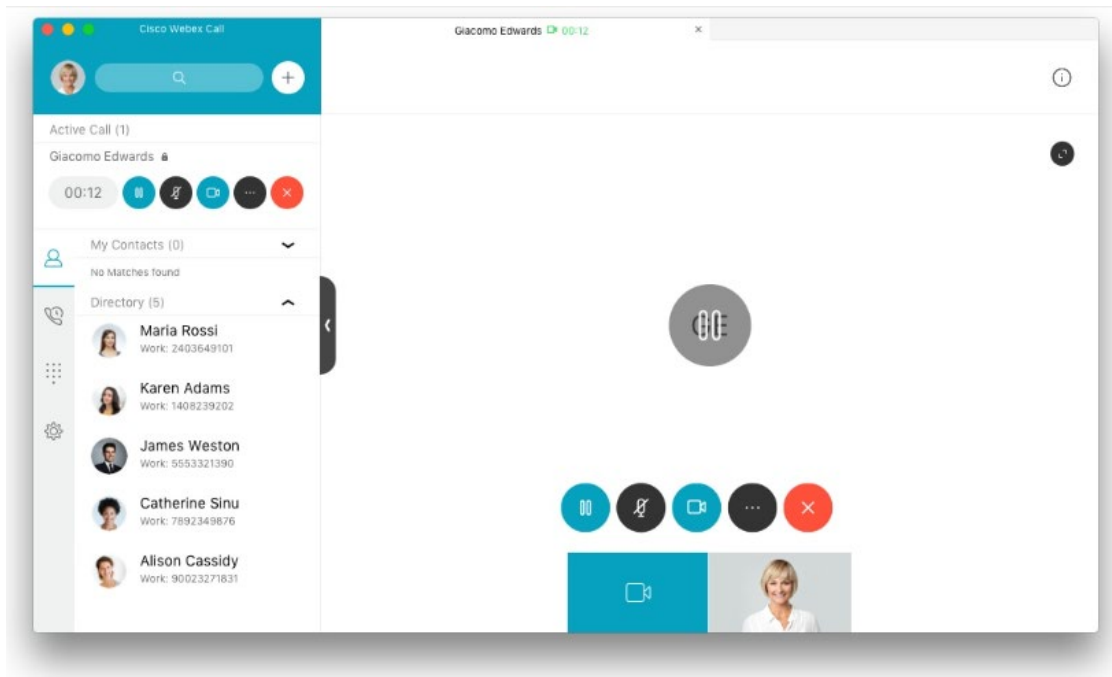 Cisco Webex Call
Giacomo Edwards 00:12
Active Call (1)
Giacomo Edwards
00:12
My Contacts (0)
No Matches found
Directory (5)
Maria Rossi
Work: 2403649101
Karen Adams
Work: 1408239202
James Weston
Work: 5553321390
Catherine Sinu
Work: 7892349876
Alison Cassidy
Work: 90023271831
GE